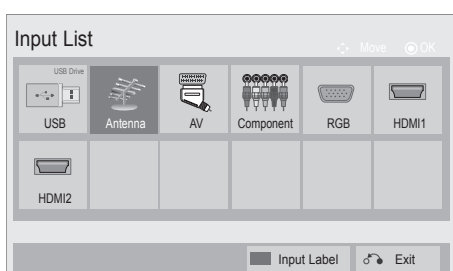 Input List
Move OK
USB Drive
USB Antenna AV Component RGB HDMI1
HDMI2
Input Label Exit